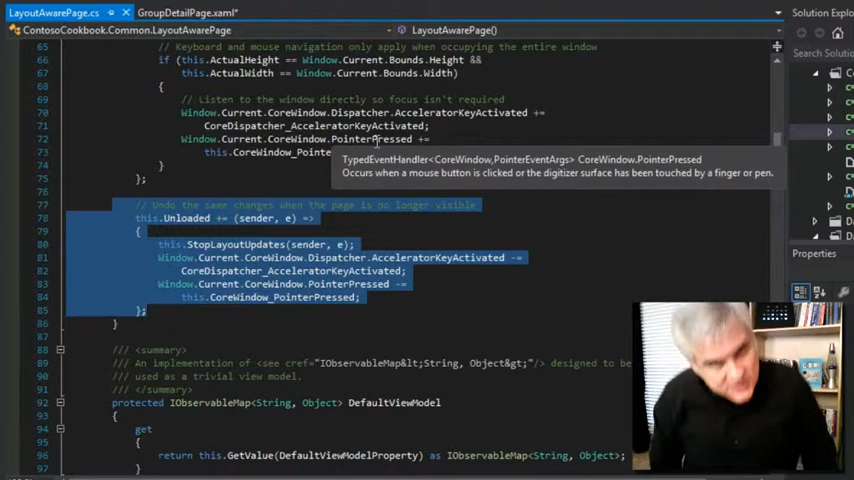 LayoutAwarePage.cs
GroupDetailPage.xaml*
Solution Explo
ContosoCookbook.Common.LayoutAwarePage
LayoutAwarePage()
Search Solution
65 // Keyboard and mouse navigation only apply when occupying the entire window
66 if (this.ActualHeight == Window.Current.Bounds.Height &&
67 this.ActualWidth == Window.Current.Bounds.Width)
68 {
69 // Listen to the window directly so focus isn't required
70 Window.Current.CoreWindow.Dispatcher.AcceleratorKeyActivated +=
71 CoreDispatcher_AcceleratorKeyActivated;
72 Window.Current.CoreWindow.PointerPressed +=
73 this.CoreWindow_Pointe
TypedEventHandler<CoreWindow,PointerEventArgs> CoreWindow.PointerPressed
Occurs when a mouse button is clicked or the digitizer surface has been touched by a finger or pen.
74 }
75 };
76
77 // Undo the same changes when the page is no longer visible
78 this.Unloaded += (sender, e) =>
79 {
80 this.StopLayoutUpdates(sender, e);
81 Window.Current.CoreWindow.Dispatcher.AcceleratorKeyActivated -=
82 CoreDispatcher_AcceleratorKeyActivated;
83 Window.Current.CoreWindow.PointerPressed -=
84 this.CoreWindow_PointerPressed;
85 };
86 }
87
88 /// <summary>
89 /// An implementation of <see cref="IObservableMap&lt;String, Object&gt;"/> designed to be
90 /// used as a trivial view model.
91 /// </summary>
92 protected IObservableMap<String, Object> DefaultViewModel
93 {
94 get
95 {
96 return this.GetValue(DefaultViewModelProperty) as IObservableMap<String, Object>;
97 }
Properties